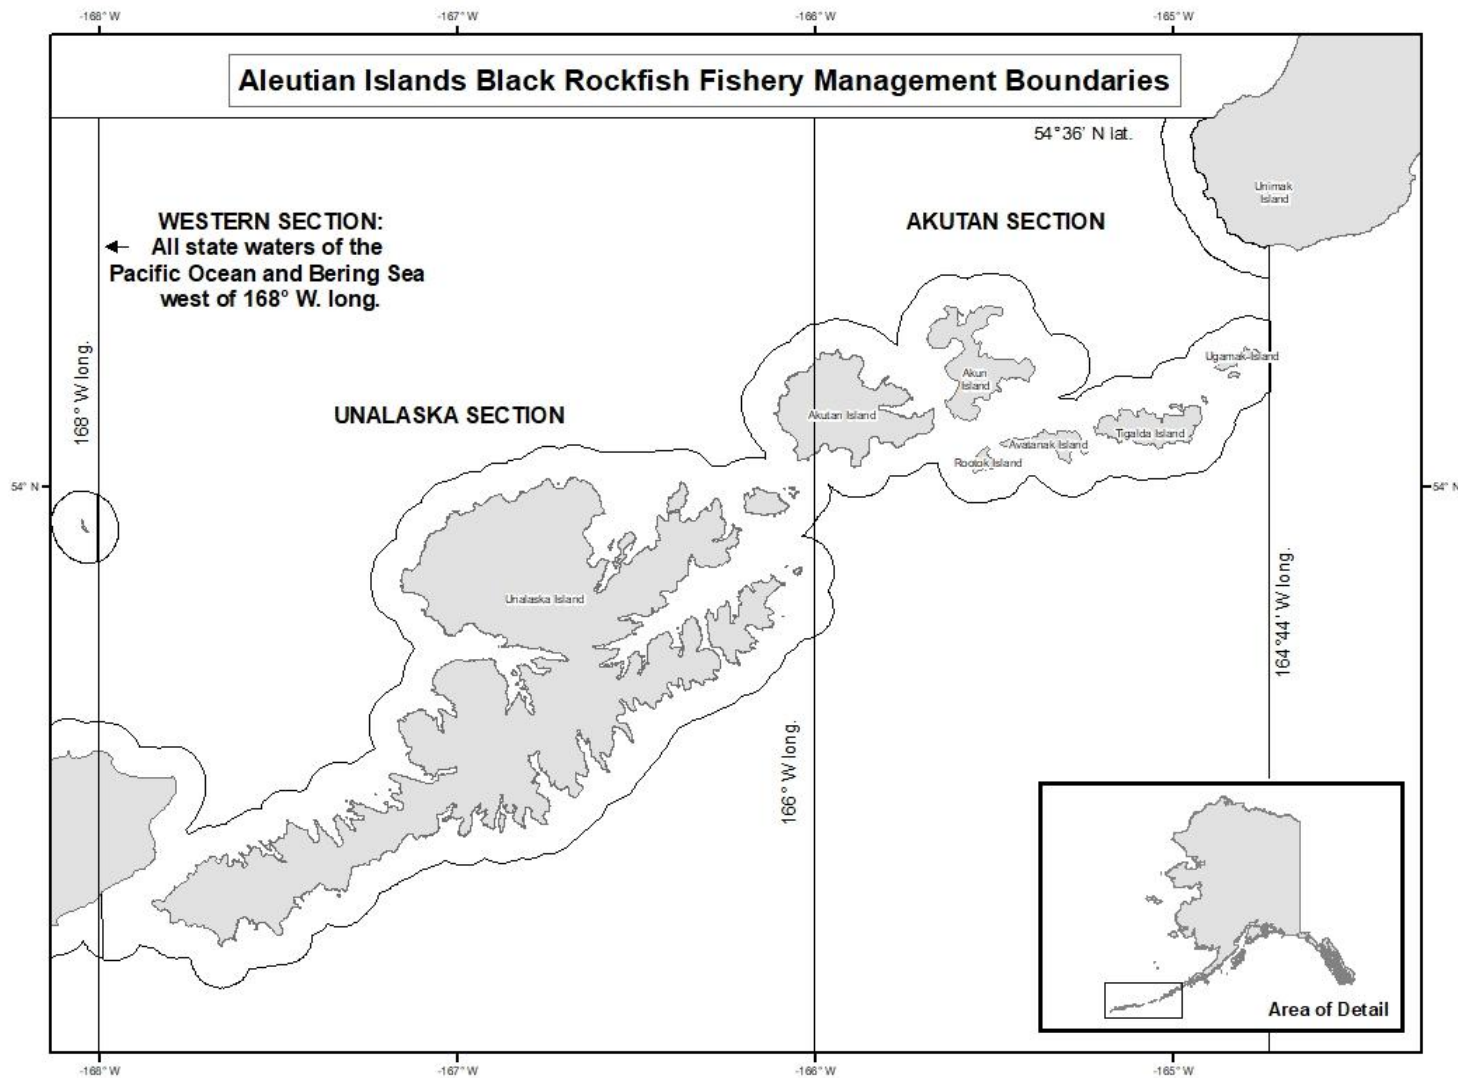 -168° W
-167° W
-166° W
-165° W
Aleutian Islands Black Rockfish Fishery Management Boundaries
54°36' N lat.
Unimak
Island
WESTERN SECTION:
All state waters of the
Pacific Ocean and Bering Sea
west of 168° W. long.
AKUTAN SECTION
168° W long.
UNALASKA SECTION
Ugamak Island
Akun
Island
Akutan Island
Tigalda Island
Avatanak Island
Rootok Island
54° N
54° N
Unalaska Island
164°44' W long.
166° W long.
Area of Detail
-168° W
-167° W
-166° W
-165° W